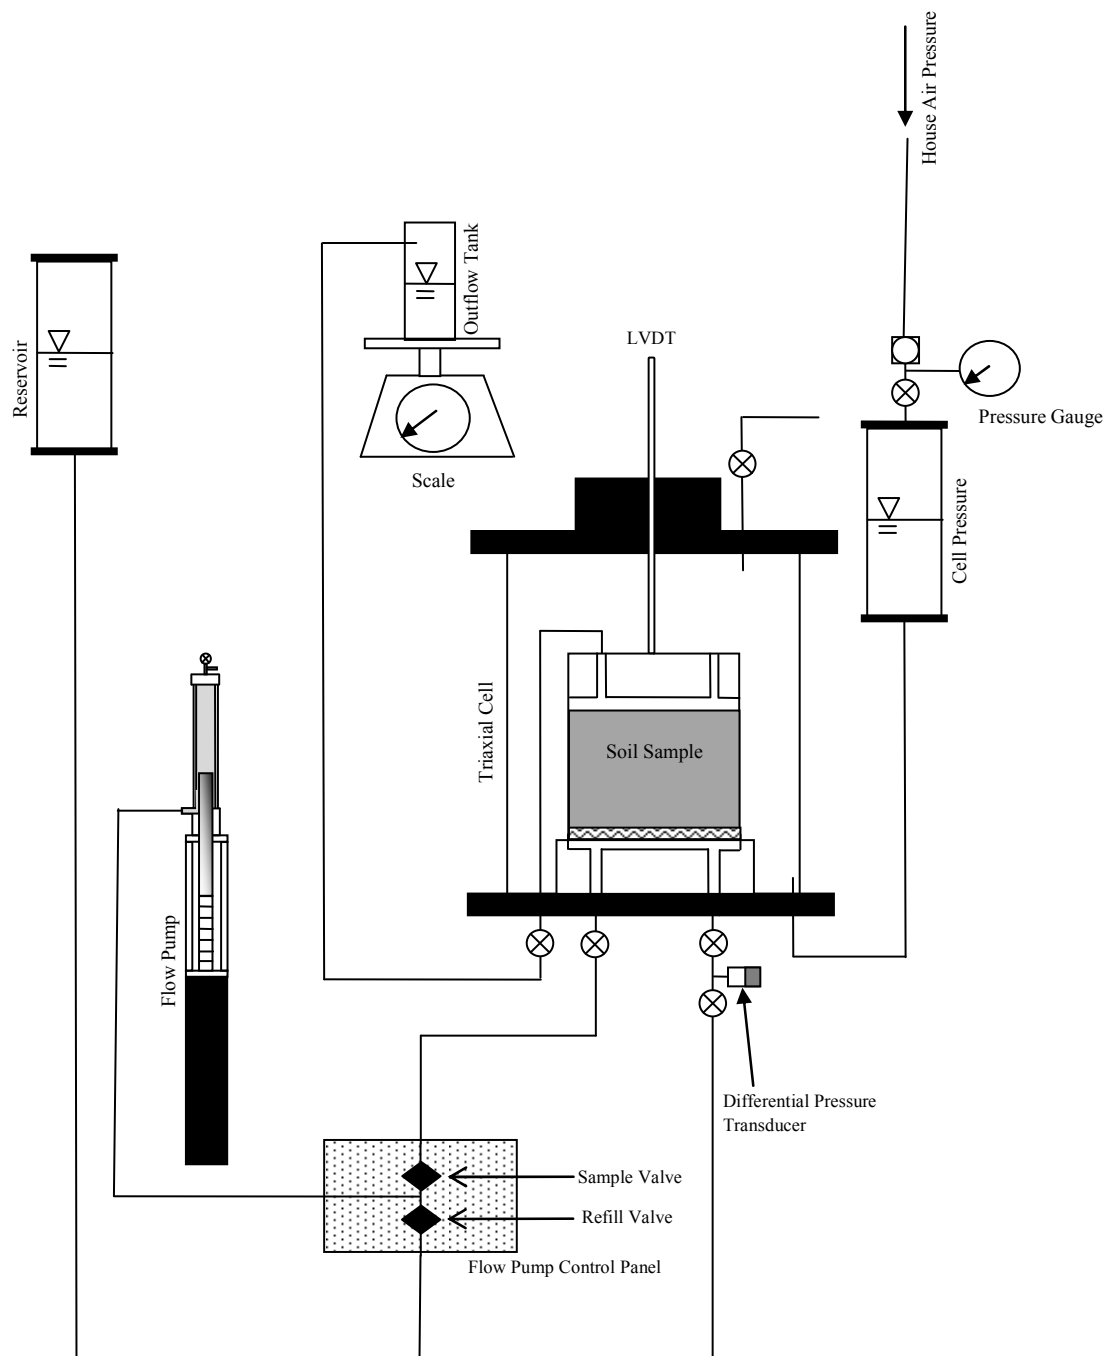 House Air Pressure
Outflow Tank
Reservoir
LVDT
Pressure Gauge
Scale
Cell Pressure
Triaxial Cell
Soil Sample
Flow Pump
Differential Pressure
Transducer
Sample Valve
Refill Valve
Flow Pump Control Panel